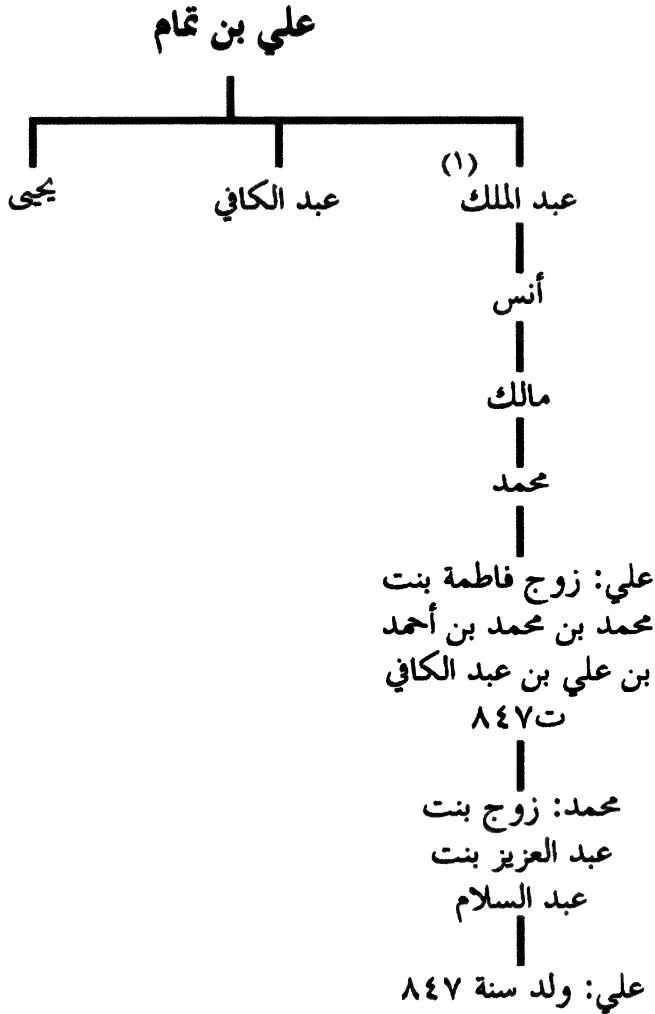 علي بن تمام
(١)
عبد الملك عبد الكافي يحيى
أنس
مالك
محمد
علي: زوج فاطمة بنت
محمد بن محمد بن أحمد
بن علي بن عبد الكافي
ت٨٤٧
محمد: زوج بنت
عبد العزيز بنت
عبد السلام
علي: ولد سنة ٨٤٧